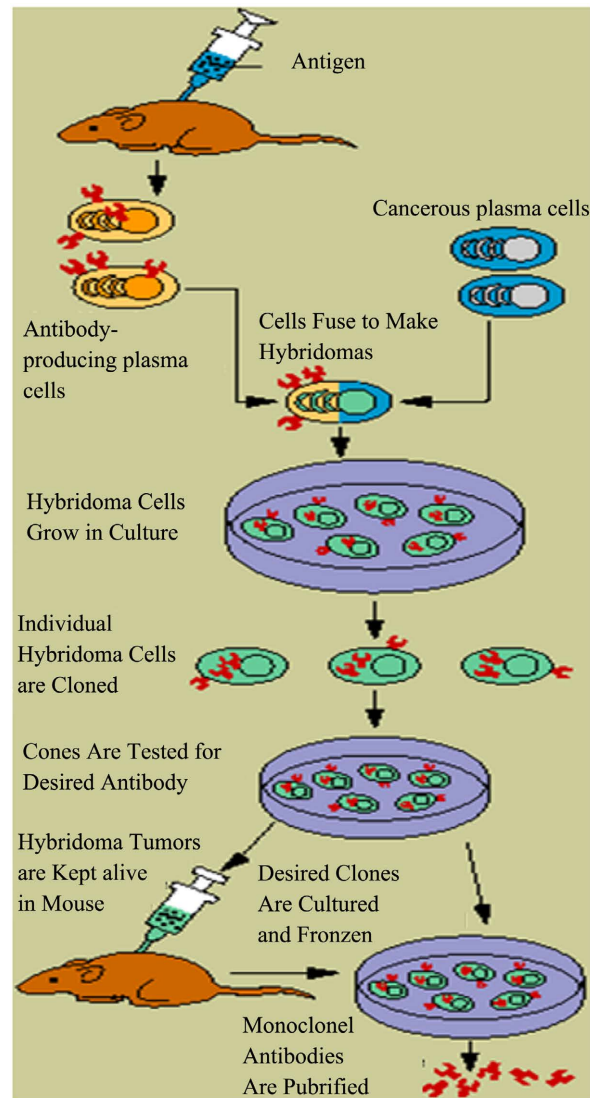 Antigen
Cancerous plasma cells
Antibody-
producing plasma
cells
Cells Fuse to Make
Hybridomas
Hybridoma Cells
Grow in Culture
Individual
Hybridoma Cells
are Cloned
Cones Are Tested for
Desired Antibody
Hybridoma Tumors
are Kept alive
in Mouse
Desired Clones
Are Cultured
and Fronzen
Monoclonel
Antibodies
Are Pubrified